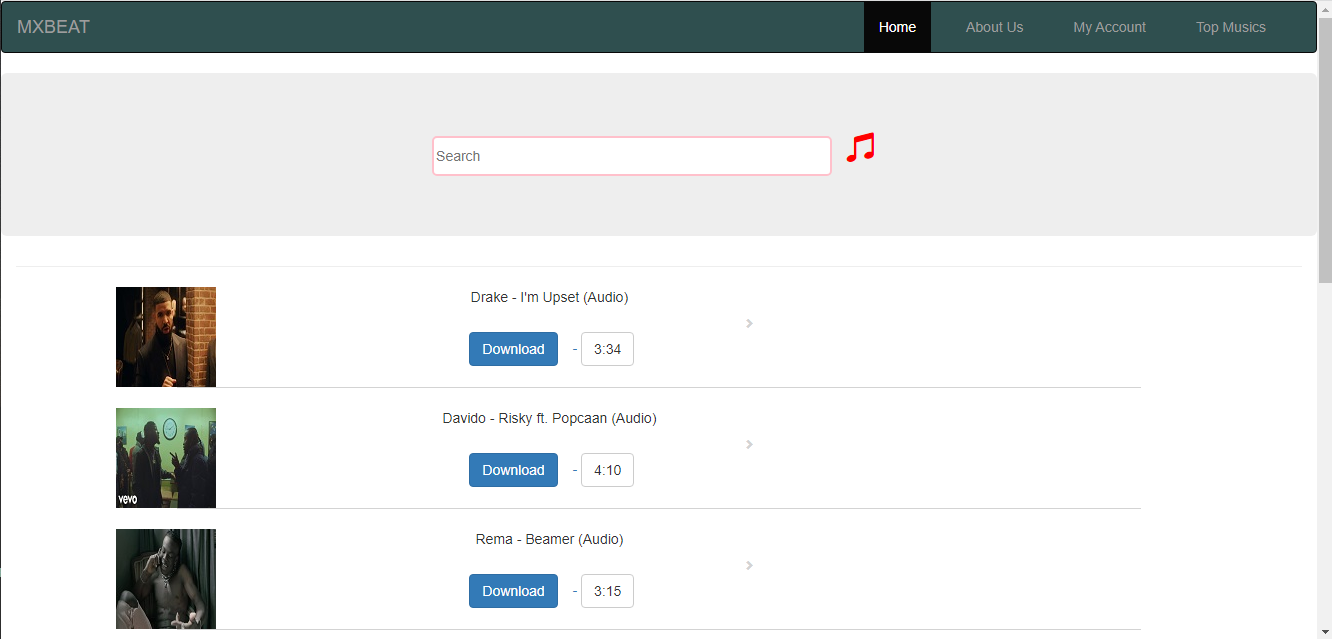 MXBEAT Home About Us My Account Top Musics
Search
Drake - I'm Upset (Audio)
Download - 3:34
Davido - Risky ft. Popcaan (Audio)
Download - 4:10
vevo
Rema - Beamer (Audio)
Download - 3:15